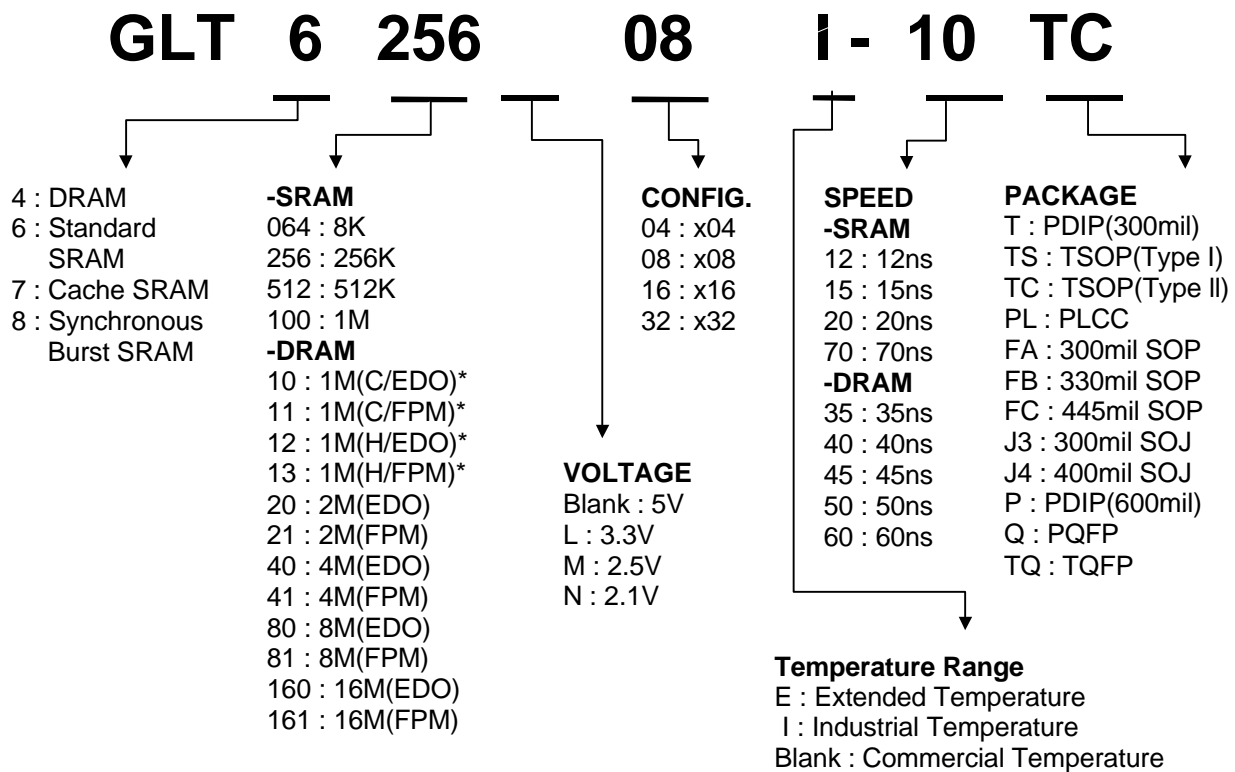 GLT 6 256 08 I - 10 TC
4 : DRAM
6 : Standard
SRAM
7 : Cache SRAM
8 : Synchronous
Burst SRAM
-SRAM
064 : 8K
256 : 256K
512 : 512K
100 : 1M
-DRAM
10 : 1M(C/EDO)*
11 : 1M(C/FPM)*
12 : 1M(H/EDO)*
13 : 1M(H/FPM)*
20 : 2M(EDO)
21 : 2M(FPM)
40 : 4M(EDO)
41 : 4M(FPM)
80 : 8M(EDO)
81 : 8M(FPM)
160 : 16M(EDO)
161 : 16M(FPM)
VOLTAGE
Blank : 5V
L : 3.3V
M : 2.5V
N : 2.1V
CONFIG.
04 : x04
08 : x08
16 : x16
32 : x32
SPEED
-SRAM
12 : 12ns
15 : 15ns
20 : 20ns
70 : 70ns
-DRAM
35 : 35ns
40 : 40ns
45 : 45ns
50 : 50ns
60 : 60ns
PACKAGE
T : PDIP(300mil)
TS : TSOP(Type I)
TC : TSOP(Type ll)
PL : PLCC
FA : 300mil SOP
FB : 330mil SOP
FC : 445mil SOP
J3 : 300mil SOJ
J4 : 400mil SOJ
P : PDIP(600mil)
Q : PQFP
TQ : TQFP
Temperature Range
E : Extended Temperature
I : Industrial Temperature
Blank : Commercial Temperature